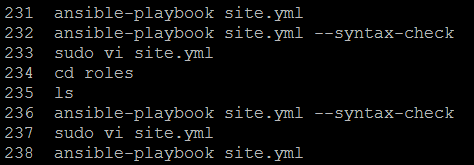 231 ansible-playbook site.yml
232 ansible-playbook site.yml --syntax-check
233 sudo vi site.yml
234 cd roles
235 ls
236 ansible-playbook site.yml --syntax-check
237 sudo vi site.yml
238 ansible-playbook site.yml